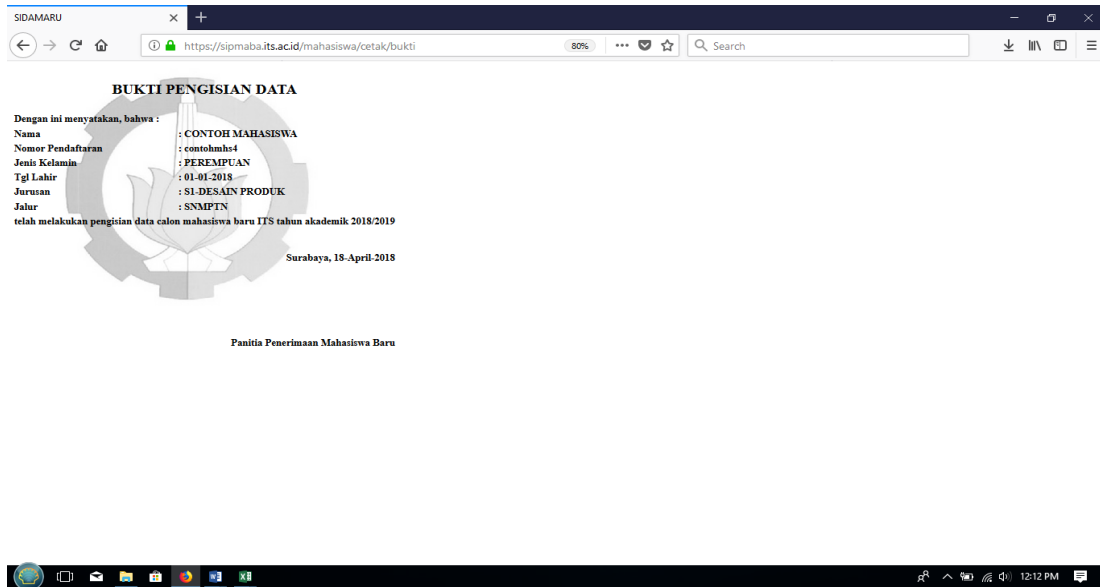 SIDAMARU
https://sipmaba.its.ac.id/mahasiswa/cetak/bukti
80%
Search
BUKTI PENGISIAN DATA
Dengan ini menyatakan, bahwa :
Nama : CONTOH MAHASISWA
Nomor Pendaftaran : contohmhs4
Jenis Kelamin : PEREMPUAN
Tgl Lahir : 01-01-2018
Jurusan : S1-DESAIN PRODUK
Jalur : SNMPTN
telah melakukan pengisian data calon mahasiswa baru ITS tahun akademik 2018/2019
Surabaya, 18-April-2018
Panitia Penerimaan Mahasiswa Baru
12:12 PM